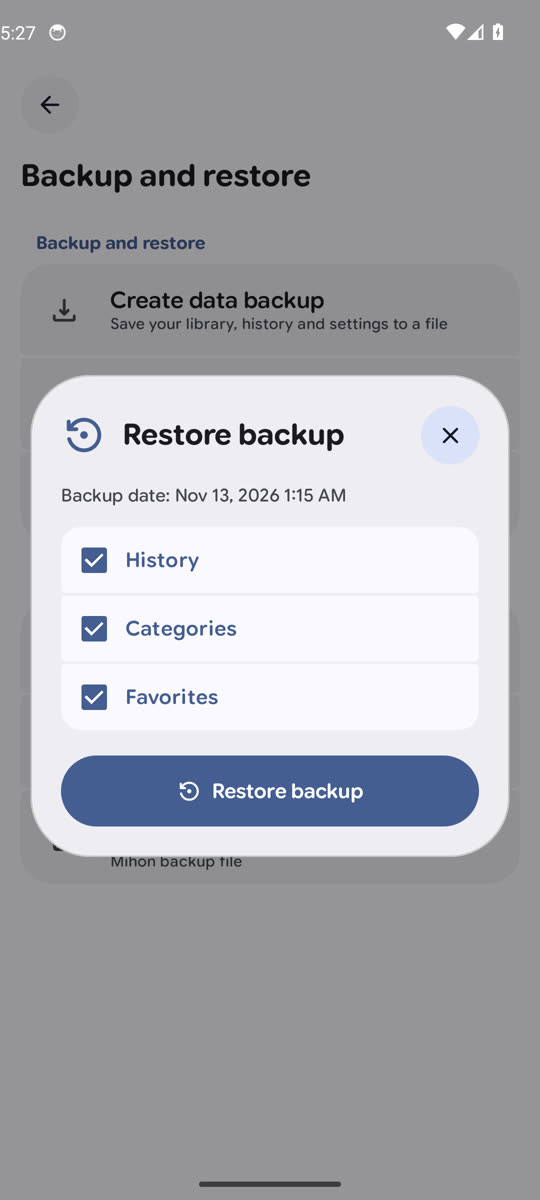 5:27
Backup and restore
Backup and restore
Create data backup
Save your library, history and settings to a file
Restore backup
Backup date: Nov 13, 2026 1:15 AM
History
Categories
Favorites
Restore backup
Mihon backup file